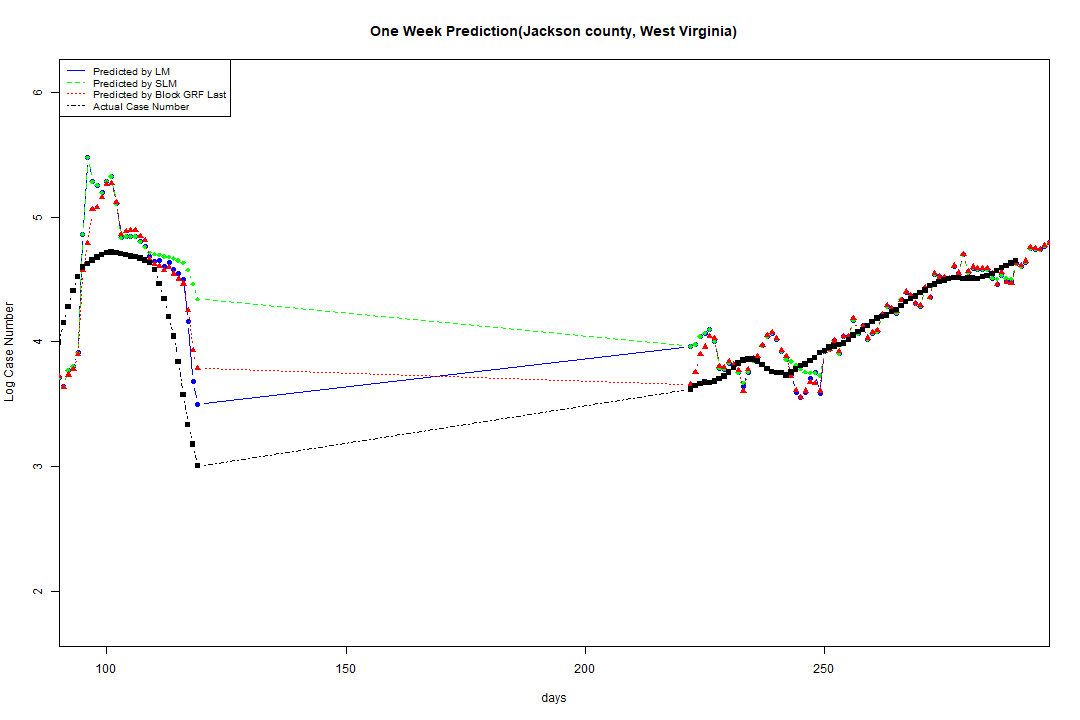 One Week Prediction(Jackson county, West Virginia)
Predicted by LM
Predicted by SLM
Predicted by Block GRF Last
Actual Case Number
6
5
4
3
2
Log Case Number
100 150 200 250
days